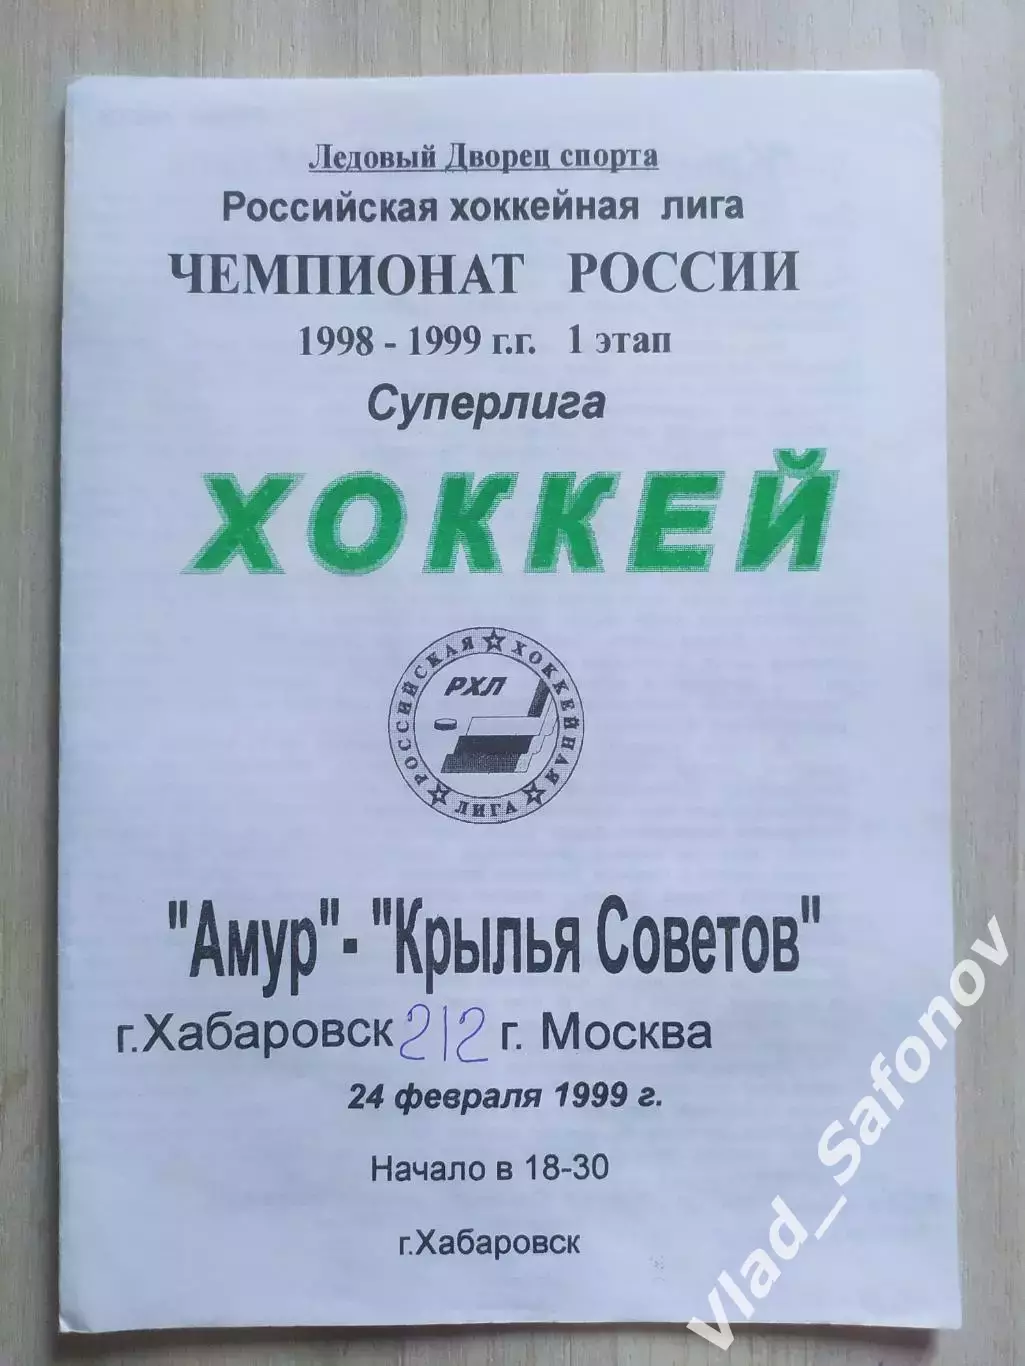 Ледовый Дворец спорта
Российская хоккейная лига
ЧЕМПИОНАТ РОССИИ
1998 - 1999 г.г. 1 этап
Суперлига
ХОККЕЙ
РОССИЙСКАЯ ХОККЕЙНАЯ ЛИГА
РХЛ
"Амур" - "Крылья Советов"
г.Хабаровск 2|2 г. Москва
24 февраля 1999 г.
Начало в 18-30
г.Хабаровск
Vlad_Safonov